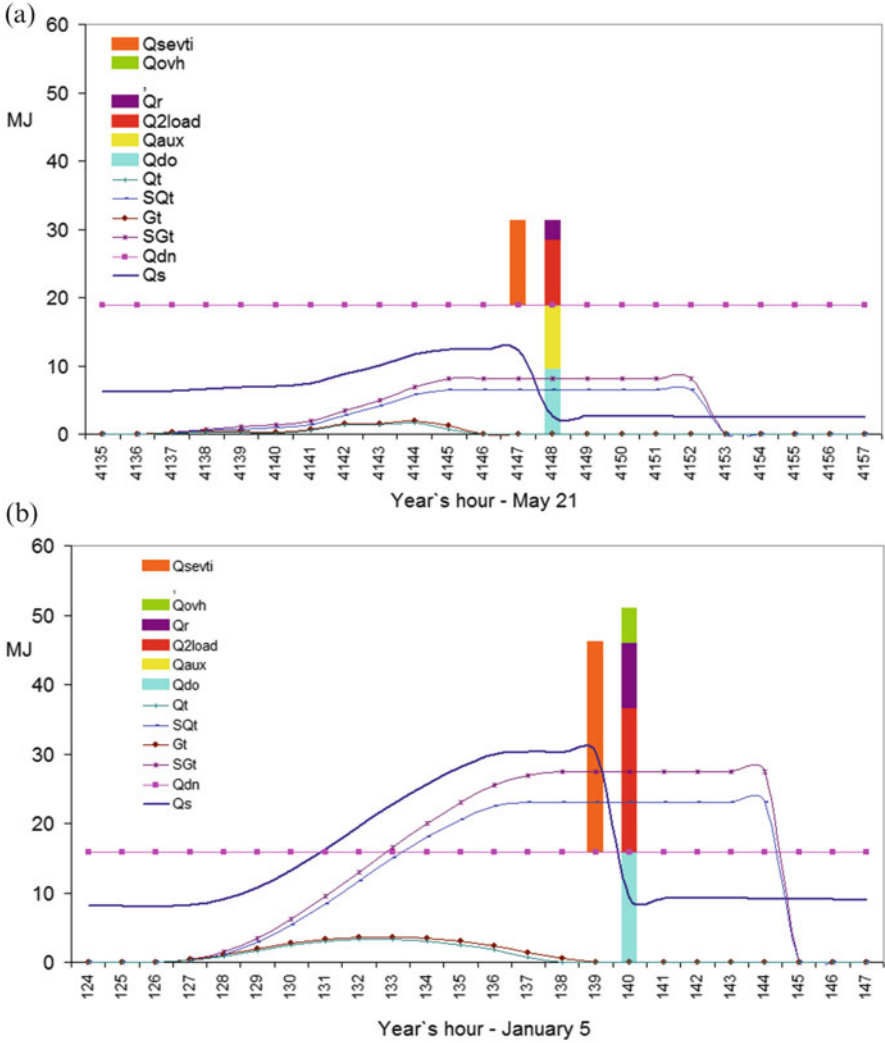 (a)
60
50
MJ
40
30
20
10
0
Qsevti
Qovh
,
Qr
Q2load
Qaux
Qdo
Qt
SQt
Gt
SGt
Qdn
Qs
4135
4136
4137
4138
4139
4140
4141
4142
4143
4144
4145
4146
4147
4148
4149
4150
4151
4152
4153
4154
4155
4156
4157
Year`s hour - May 21
(b)
60
50
MJ
40
30
20
10
0
Qsevti
,
Qovh
Qr
Q2load
Qaux
Qdo
Qt
SQt
Gt
SGt
Qdn
Qs
124
125
126
127
128
129
130
131
132
133
134
135
136
137
138
139
140
141
142
143
144
145
146
147
Year`s hour - January 5